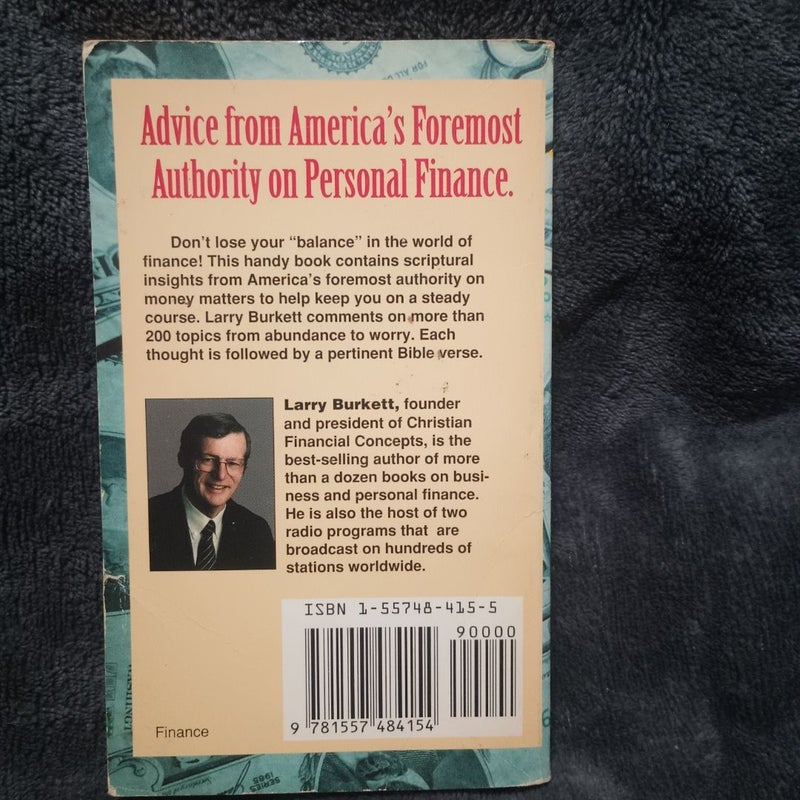 FOR ALL
Advice from America's Foremost
Authority on Personal Finance.
Don't lose your “balance” in the world of
finance! This handy book contains scriptural
insights from America's foremost authority on
money matters to help keep you on a steady
course. Larry Burkett comments on more than
200 topics from abundance to worry. Each
thought is followed by a pertinent Bible verse.
Larry Burkett, founder
and president of Christian
Financial Concepts, is the
best-selling author of more
than a dozen books on busi-
ness and personal finance.
He is also the host of two
radio programs that are
broadcast on hundreds of
stations worldwide.
ISBN 1-55748-415-5
90000
9 781557 484154
Finance
SERIES
1985